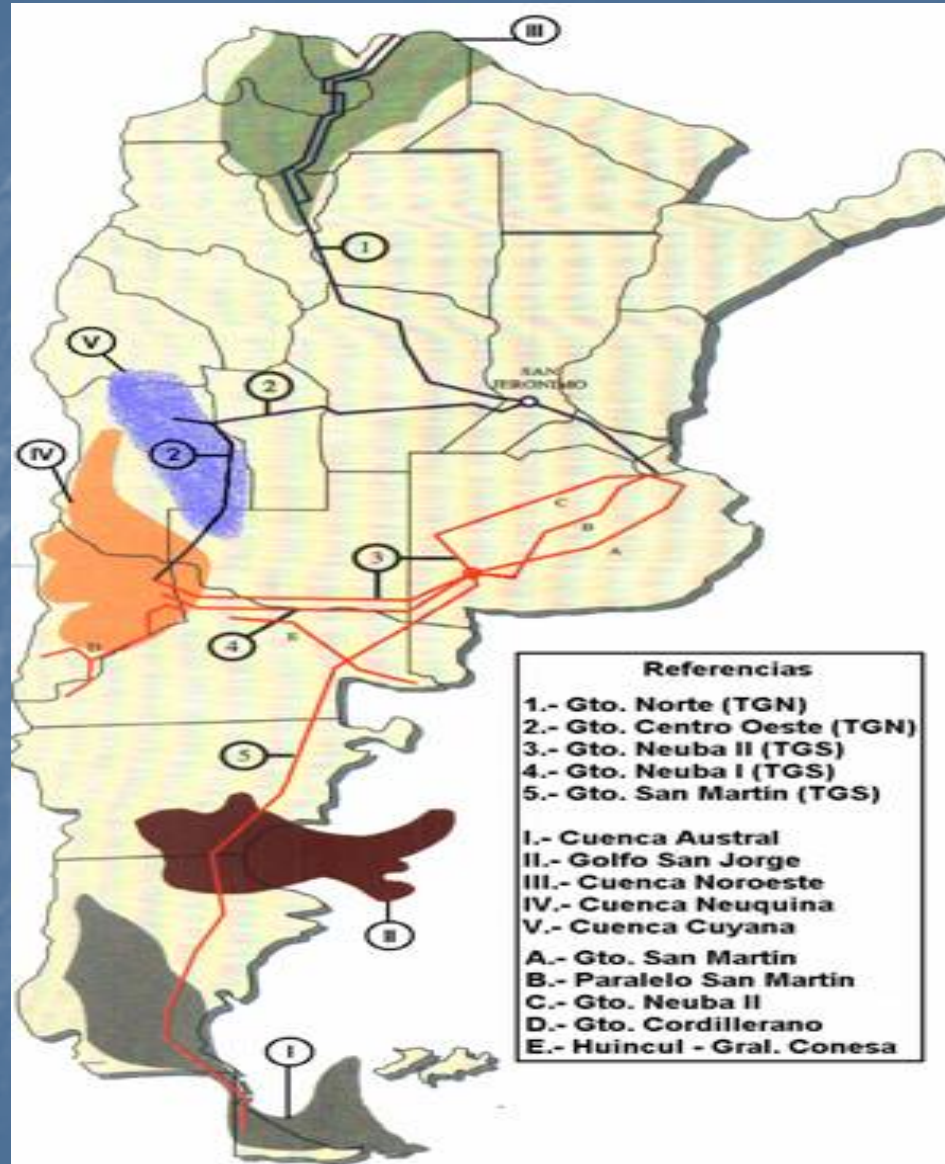 III
1
V
SAN
JERONIMO
2
IV
2
C
B
3
A
D
4
E
5
II
I
Referencias
1.- Gto. Norte (TGN)
2.- Gto. Centro Oeste (TGN)
3.- Gto. Neuba II (TGS)
4.- Gto. Neuba I (TGS)
5.- Gto. San Martín (TGS)
I.- Cuenca Austral
II.- Golfo San Jorge
III.- Cuenca Noroeste
IV.- Cuenca Neuquina
V.- Cuenca Cuyana
A.- Gto. San Martín
B.- Paralelo San Martín
C.- Gto. Neuba II
D.- Gto. Cordillerano
E.- Huincul - Gral. Conesa